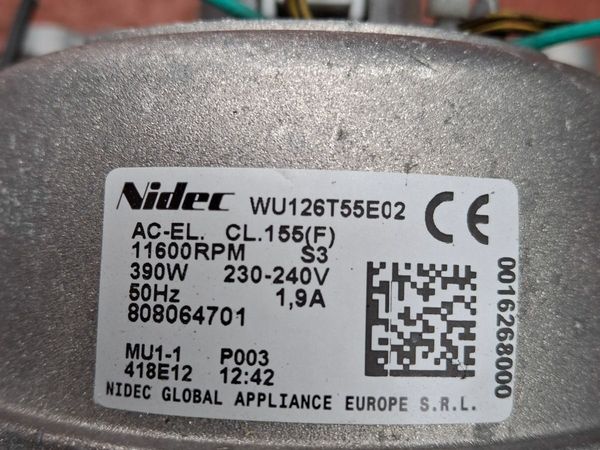 Nidec WU126T55E02
AC-EL. CL.155(F)
11600RPM S3
390W 230-240V
50Hz 1,9A
808064701
MU1-1 P003
418E12 12:42
NIDEC GLOBAL APPLIANCE EUROPE S.R.L.
CE
0016268000